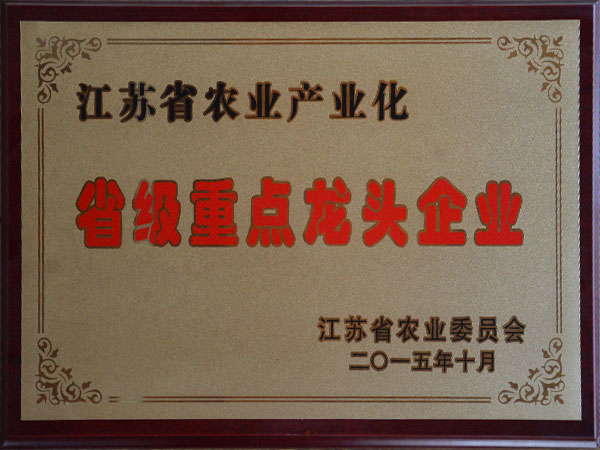 江苏省农业产业化
省级重点龙头企业
江苏省农业委员会
二〇一五年十月